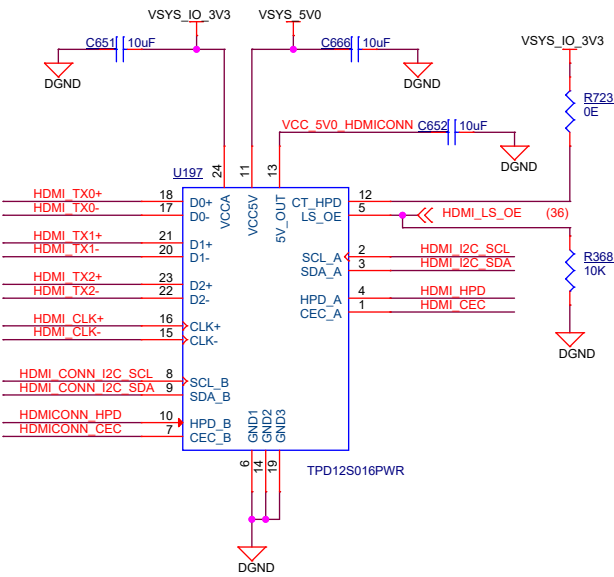 VSYS_IO_3V3
VSYS_5V0
C651
10uF
C666
10uF
VSYS_IO_3V3
DGND
DGND
R723
0E
VCC_5V0_HDMICONN
C652
10uF
DGND
U197
24
11
13
VCCA
VCC5V
5V_OUT
HDMI_TX0+
18
D0+
CT_HPD
12
HDMI_TX0-
17
D0-
LS_OE
5
HDMI_LS_OE
(36)
HDMI_TX1+
21
D1+
HDMI_TX1-
20
D1-
SCL_A
2
HDMI_I2C_SCL
SDA_A
3
HDMI_I2C_SDA
R368
10K
HDMI_TX2+
23
D2+
HDMI_TX2-
22
D2-
HPD_A
4
HDMI_HPD
CEC_A
1
HDMI_CEC
HDMI_CLK+
16
CLK+
HDMI_CLK-
15
CLK-
DGND
HDMI_CONN_I2C_SCL
8
SCL_B
HDMI_CONN_I2C_SDA
9
SDA_B
HDMICONN_HPD
10
HPD_B
HDMICONN_CEC
7
CEC_B
GND1
GND2
GND3
6
14
19
TPD12S016PWR
DGND